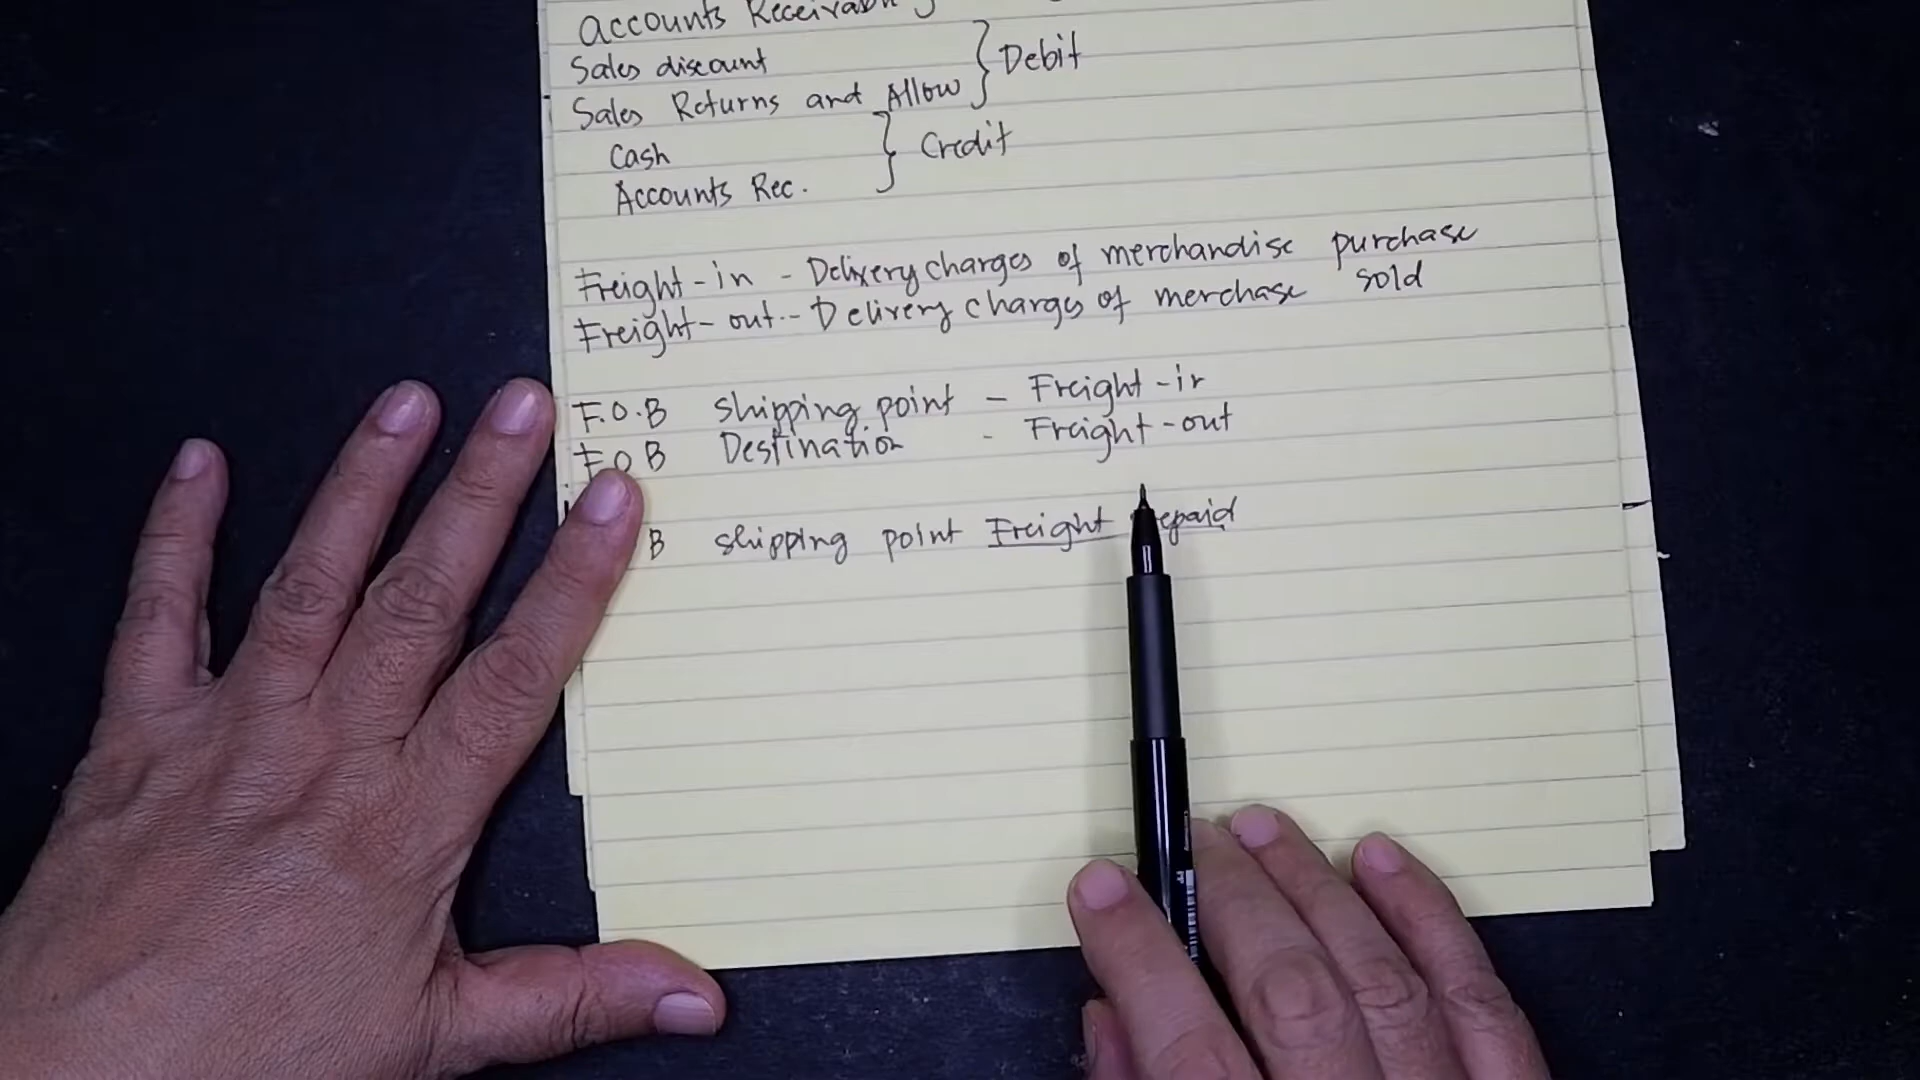 accounts
Sales discount
Sales Returns and Allow } Debit
Cash
Accounts Rec. } Credit
Freight-in - Delivery charges of merchandise purchase
Freight-out - Delivery charges of merchase sold
F.O.B shipping point - Freight-in
F.O B Destination - Freight-out
B shipping point Freight